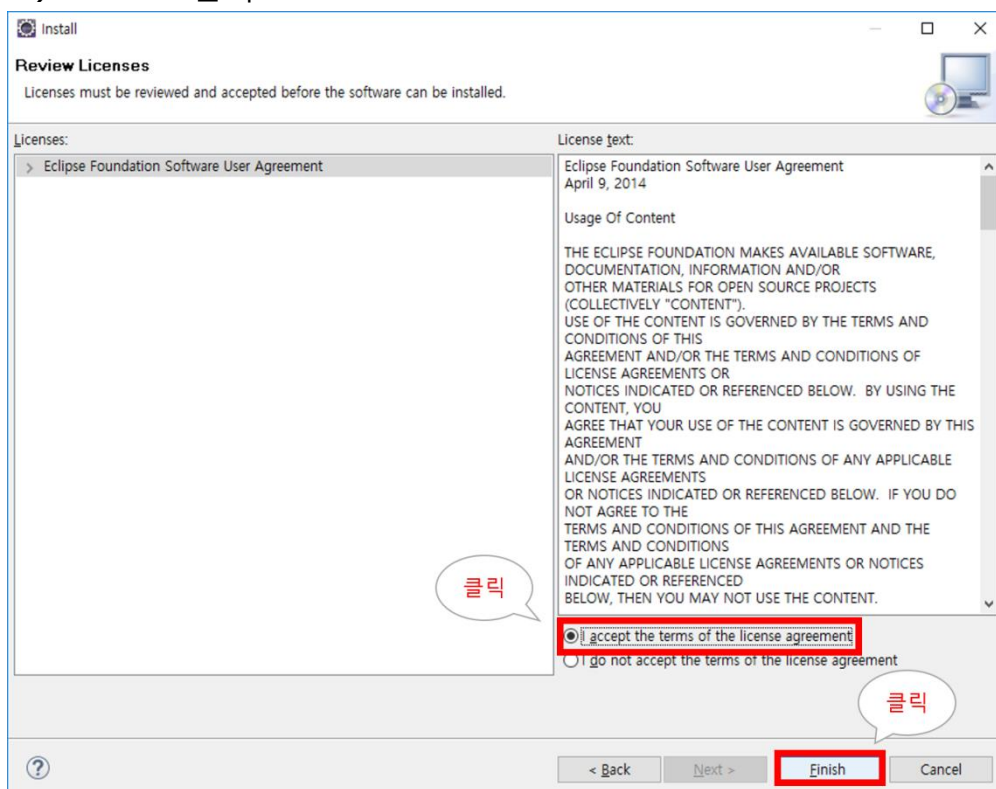 Install
Review Licenses
Licenses must be reviewed and accepted before the software can be installed.
Licenses:
Eclipse Foundation Software User Agreement
License text:
Eclipse Foundation Software User Agreement
April 9, 2014
Usage Of Content
THE ECLIPSE FOUNDATION MAKES AVAILABLE SOFTWARE,
DOCUMENTATION, INFORMATION AND/OR
OTHER MATERIALS FOR OPEN SOURCE PROJECTS
(COLLECTIVELY "CONTENT").
USE OF THE CONTENT IS GOVERNED BY THE TERMS AND
CONDITIONS OF THIS
AGREEMENT AND/OR THE TERMS AND CONDITIONS OF
LICENSE AGREEMENTS OR
NOTICES INDICATED OR REFERENCED BELOW.  BY USING THE
CONTENT, YOU
AGREE THAT YOUR USE OF THE CONTENT IS GOVERNED BY THIS
AGREEMENT
AND/OR THE TERMS AND CONDITIONS OF ANY APPLICABLE
LICENSE AGREEMENTS
OR NOTICES INDICATED OR REFERENCED BELOW.  IF YOU DO
NOT AGREE TO THE
TERMS AND CONDITIONS OF THIS AGREEMENT AND THE
TERMS AND CONDITIONS
OF ANY APPLICABLE LICENSE AGREEMENTS OR NOTICES
INDICATED OR REFERENCED
BELOW, THEN YOU MAY NOT USE THE CONTENT.
클릭
I accept the terms of the license agreement
I do not accept the terms of the license agreement
클릭
< Back
Next >
Finish
Cancel